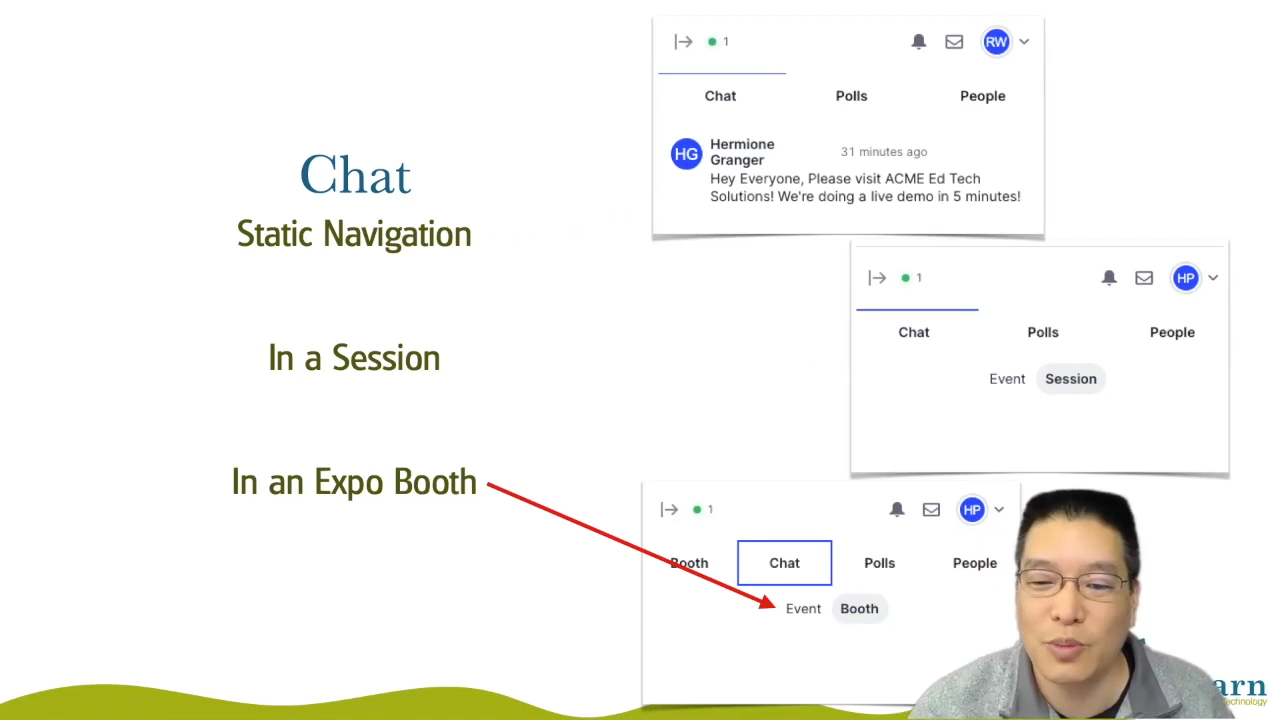 Chat
Static Navigation
In a Session
In an Expo Booth
1
RW
Chat Polls People
HG
Hermione
Granger
31 minutes ago
Hey Everyone, Please visit ACME Ed Tech
Solutions! We're doing a live demo in 5 minutes!
1
HP
Chat Polls People
Event Session
1
HP
Booth Chat Polls People
Event Booth